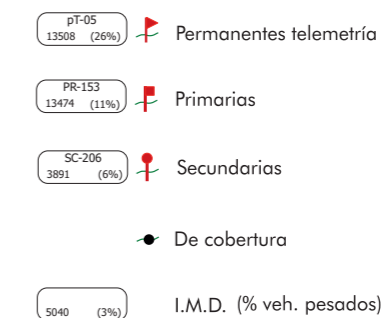 pT-05
13508 (26%)
Permanentes telemetría
PR-153
13474 (11%)
Primarias
SC-206
3891 (6%)
Secundarias
De cobertura
5040 (3%)
I.M.D. (% veh. pesados)